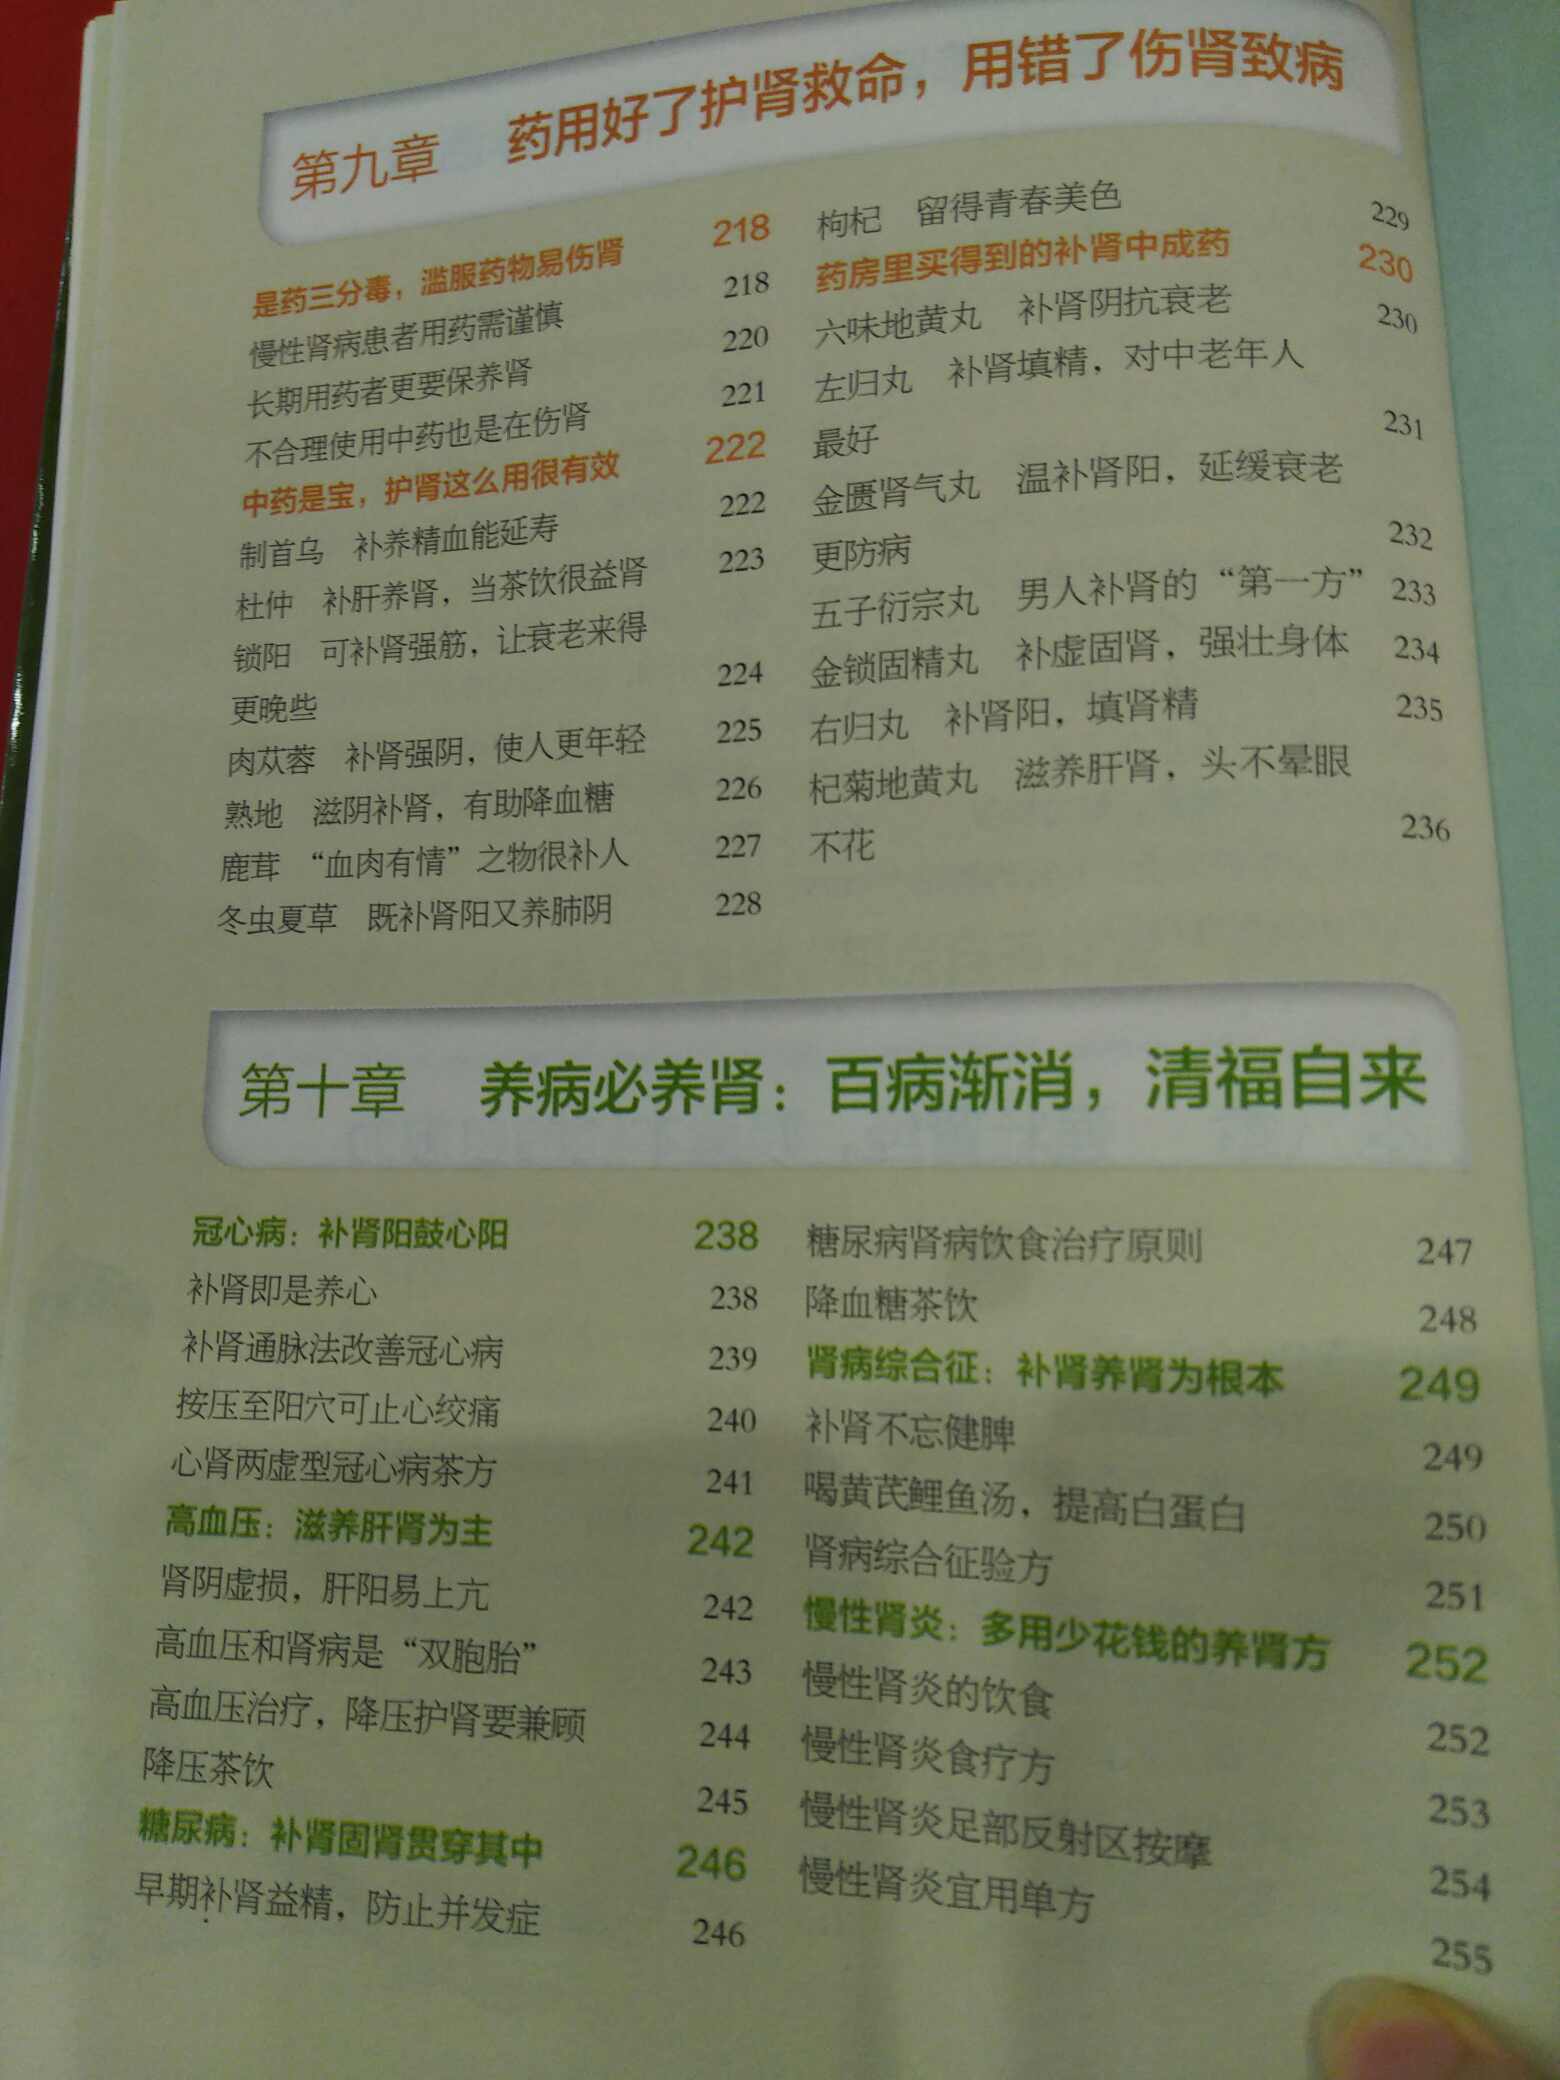 第九章 药用好了护肾救命，用错了伤肾致病
是药三分毒，滥服药物易伤肾 218
慢性肾病患者用药需谨慎 218
长期用药者更要保养肾 220
不合理使用中药也是在伤肾 221
中药是宝，护肾这么用很有效 222
制首乌 补养精血能延寿 222
杜仲 补肝养肾，当茶饮很益肾 223
锁阳 可补肾强筋，让衰老来得
更晚些 224
肉苁蓉 补肾强阴，使人更年轻 225
熟地 滋阴补肾，有助降血糖 226
鹿茸 “血肉有情”之物很补人 227
冬虫夏草 既补肾阳又养肺阴 228
枸杞 留得青春美色 229
药房里买得到的补肾中成药 230
六味地黄丸 补肾阴抗衰老 230
左归丸 补肾填精，对中老年人
最好 231
金匮肾气丸 温补肾阳，延缓衰老
更防病 232
五子衍宗丸 男人补肾的“第一方” 233
金锁固精丸 补虚固肾，强壮身体 234
右归丸 补肾阳，填肾精 235
杞菊地黄丸 滋养肝肾，头不晕眼
不花 236
第十章 养病必养肾：百病渐消，清福自来
冠心病：补肾阳鼓心阳 238
补肾即是养心 238
补肾通脉法改善冠心病 239
按压至阳穴可止心绞痛 240
心肾两虚型冠心病茶方 241
高血压：滋养肝肾为主 242
肾阴虚损，肝阳易上亢 242
高血压和肾病是“双胞胎” 243
高血压治疗，降压护肾要兼顾 244
降压茶饮 245
糖尿病：补肾固肾贯穿其中 246
早期补肾益精，防止并发症 246
糖尿病肾病饮食治疗原则 247
降血糖茶饮 248
肾病综合征：补肾养肾为根本 249
补肾不忘健脾 249
喝黄芪鲤鱼汤，提高白蛋白 250
肾病综合征验方 251
慢性肾炎：多用少花钱的养肾方 252
慢性肾炎的饮食 252
慢性肾炎食疗方 253
慢性肾炎足部反射区按摩 254
慢性肾炎宜用单方 255